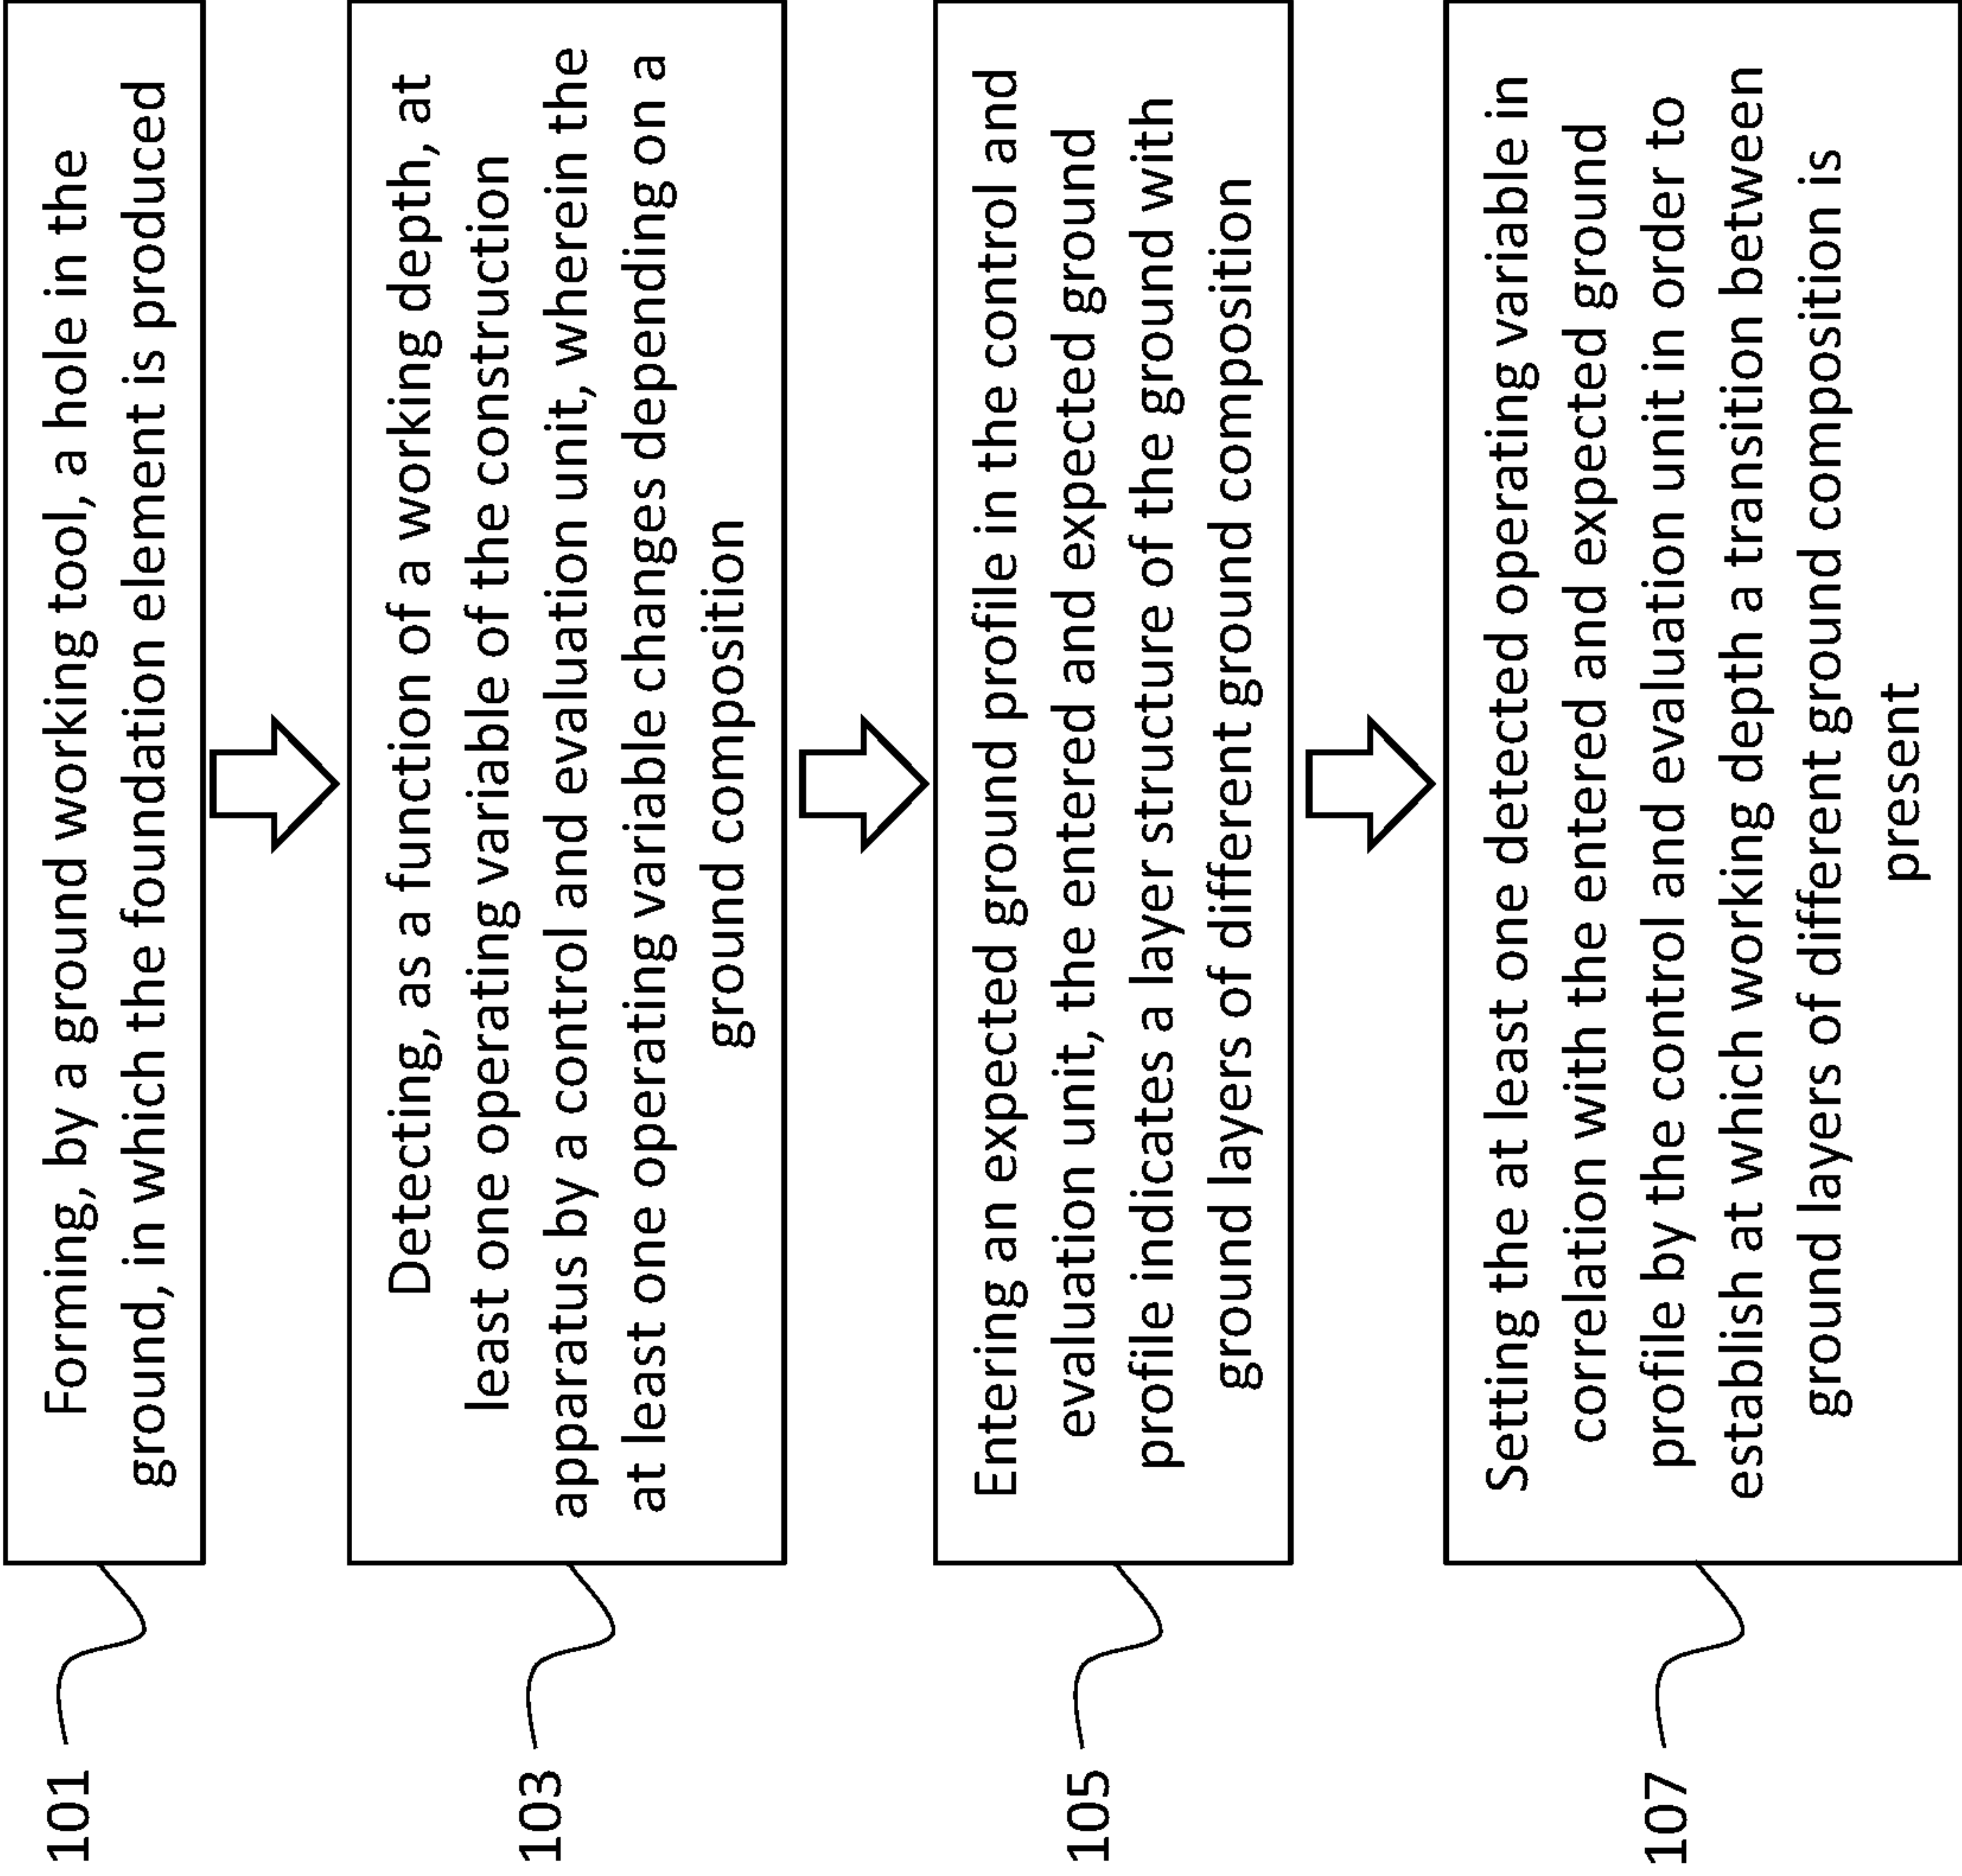 101
Forming, by a ground working tool, a hole in the
ground, in which the foundation element is produced
103
Detecting, as a function of a working depth, at
least one operating variable of the construction
apparatus by a control and evaluation unit, wherein the
at least one operating variable changes depending on a
ground composition
105
Entering an expected ground profile in the control and
evaluation unit, the entered and expected ground
profile indicates a layer structure of the ground with
ground layers of different ground composition
107
Setting the at least one detected operating variable in
correlation with the entered and expected ground
profile by the control and evaluation unit in order to
establish at which working depth a transition between
ground layers of different ground composition is
present